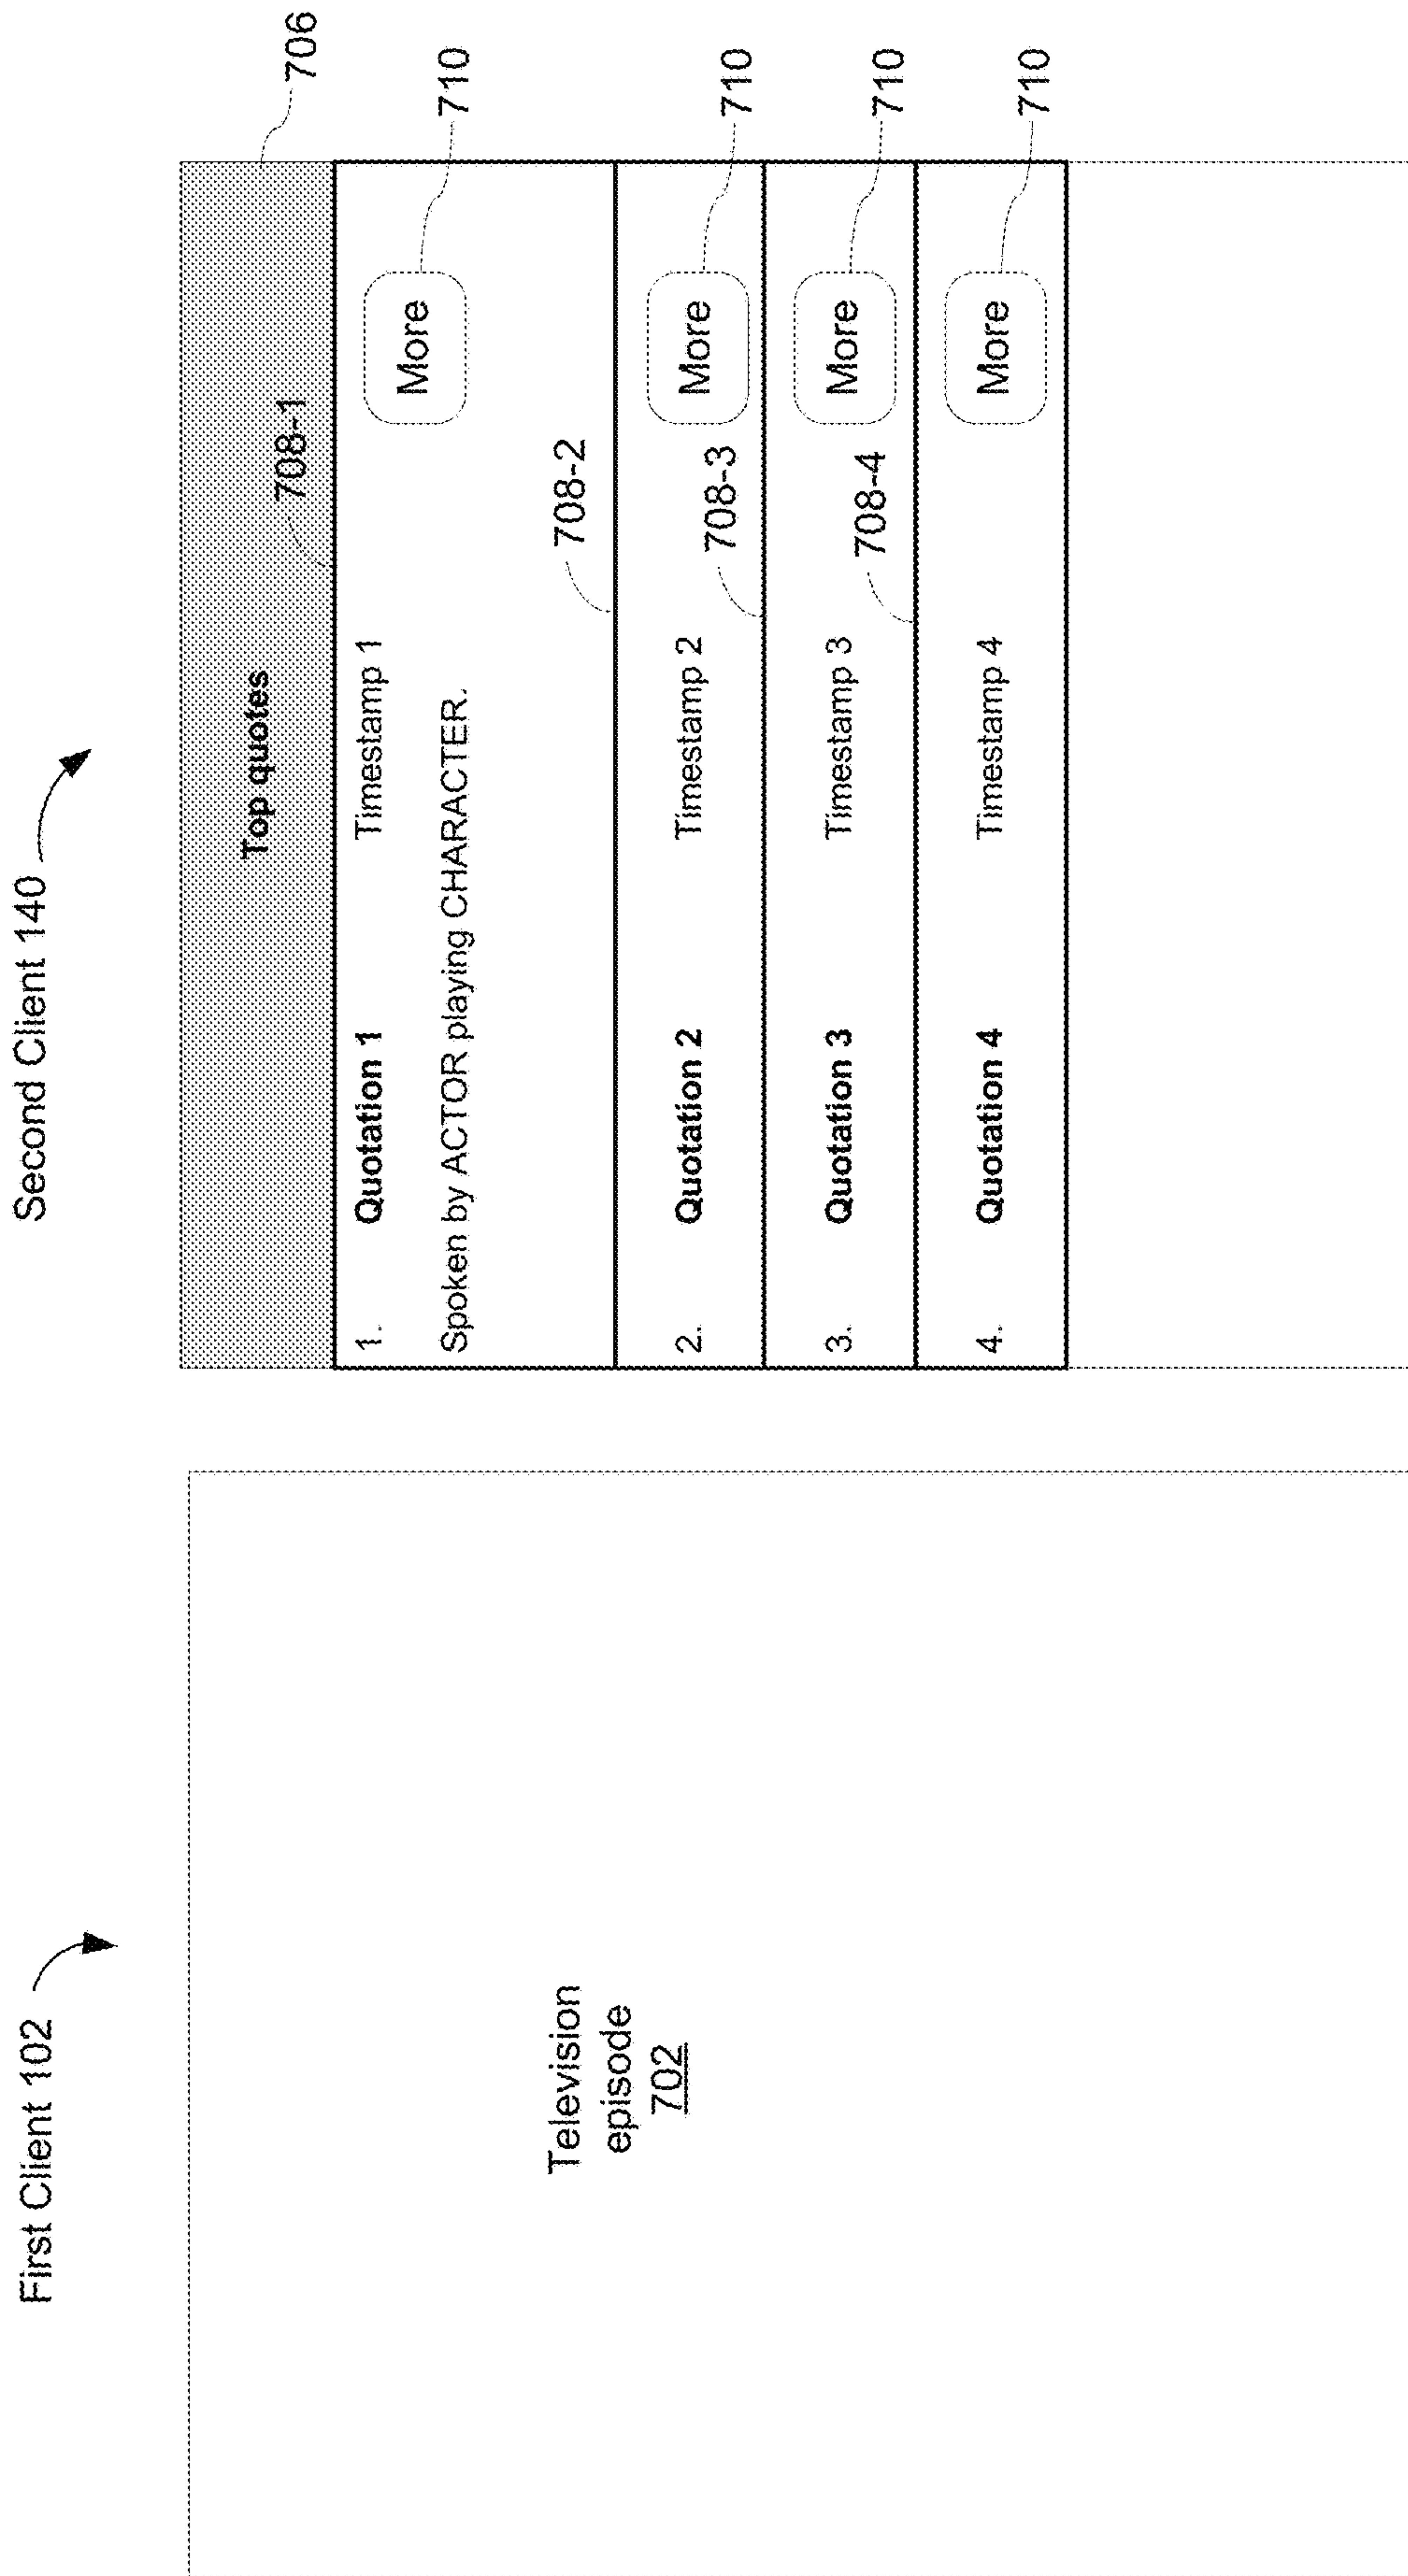 First Client 102
Television
episode
702
Second Client 140
706
Top quotes
708-1
1. Quotation 1 Timestamp 1 More 710
Spoken by ACTOR playing CHARACTER.
708-2
2. Quotation 2 Timestamp 2 More 710
708-3
3. Quotation 3 Timestamp 3 More 710
708-4
4. Quotation 4 Timestamp 4 More 710